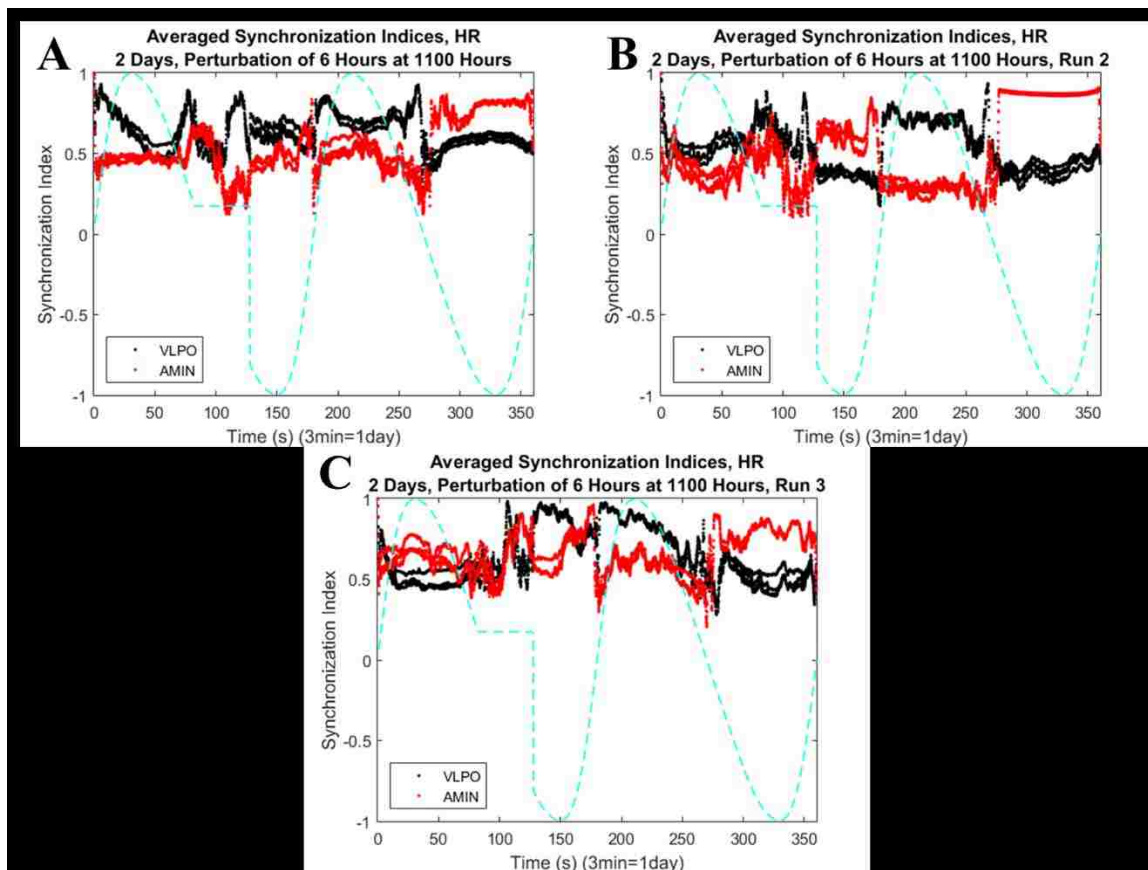 A
Averaged Synchronization Indices, HR
2 Days, Perturbation of 6 Hours at 1100 Hours
Synchronization Index
1
0.5
0
-0.5
-1
VLPO
AMIN
0 50 100 150 200 250 300 350
Time (s) (3min=1day)
B
Averaged Synchronization Indices, HR
2 Days, Perturbation of 6 Hours at 1100 Hours, Run 2
Synchronization Index
1
0.5
0
-0.5
-1
VLPO
AMIN
0 50 100 150 200 250 300 350
Time (s) (3min=1day)
C
Averaged Synchronization Indices, HR
2 Days, Perturbation of 6 Hours at 1100 Hours, Run 3
Synchronization Index
1
0.5
0
-0.5
-1
VLPO
AMIN
0 50 100 150 200 250 300 350
Time (s) (3min=1day)